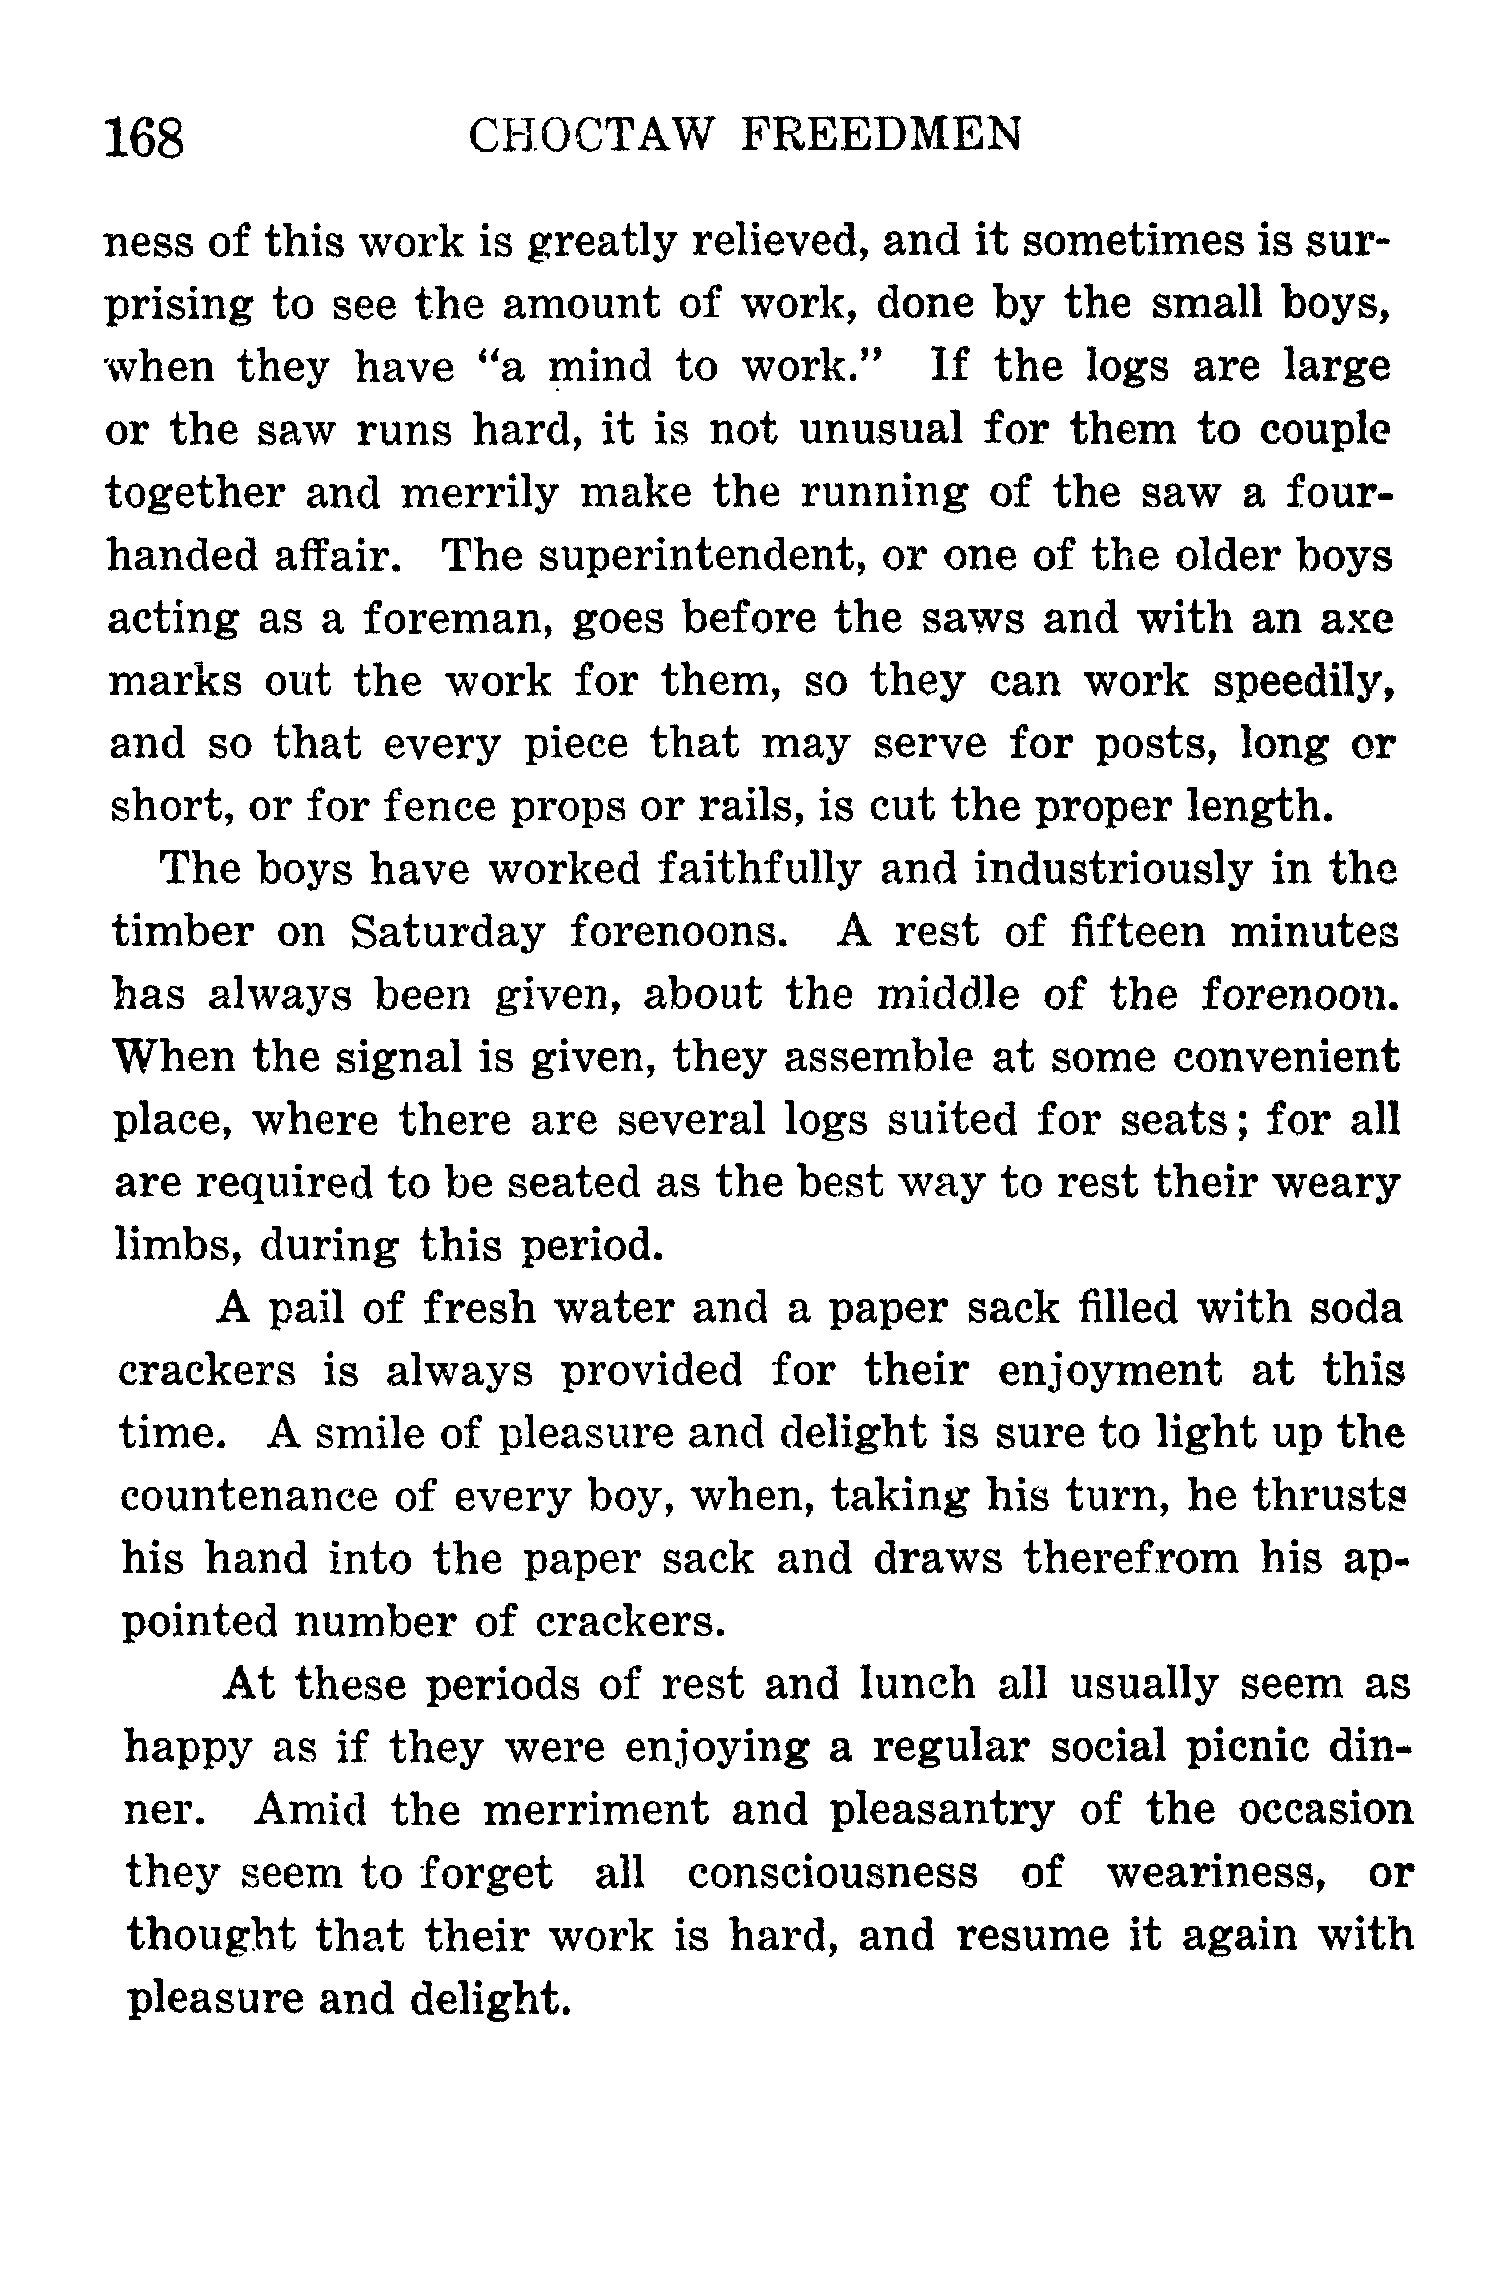 168 CHOCTAW FREEDMEN
ness of this work is greatly relieved, and it sometimes is sur-
prising to see the amount of work, done by the small boys,
when they have “a mind to work.” If the logs are large
or the saw runs hard, it is not unusual for them to couple
together and merrily make the running of the saw a four-
handed affair. The superintendent, or one of the older boys
acting as a foreman, goes before the saws and with an axe
marks out the work for them, so they can work speedily,
and so that every piece that may serve for posts, long or
short, or for fence props or rails, is cut the proper length.
The boys have worked faithfully and industriously in the
timber on Saturday forenoons. A rest of fifteen minutes
has always been given, about the middle of the forenoon.
When the signal is given, they assemble at some convenient
place, where there are several logs suited for seats; for all
are required to be seated as the best way to rest their weary
limbs, during this period.
A pail of fresh water and a paper sack filled with soda
crackers is always provided for their enjoyment at this
time. A smile of pleasure and delight is sure to light up the
countenance of every boy, when, taking his turn, he thrusts
his hand into the paper sack and draws therefrom his ap-
pointed number of crackers.
At these periods of rest and lunch all usually seem as
happy as if they were enjoying a regular social picnic din-
ner. Amid the merriment and pleasantry of the occasion
they seem to forget all consciousness of weariness, or
thought that their work is hard, and resume it again with
pleasure and delight.